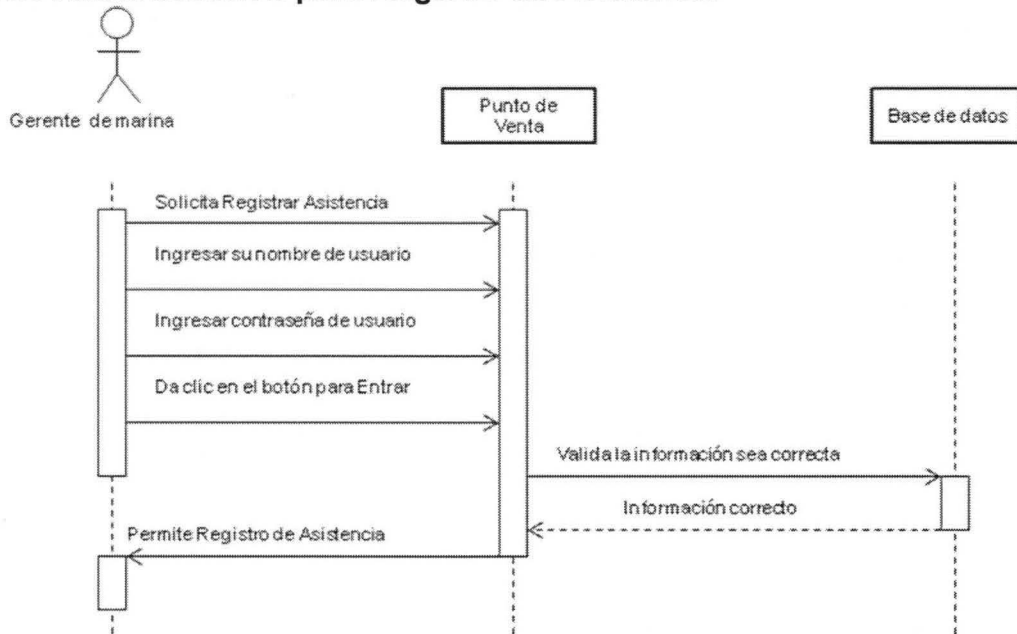 Gerente de marina
Punto de
Venta
Base de datos
Solicita Registrar Asistencia
Ingresar su nombre de usuario
Ingresar contraseña de usuario
Da clic en el botón para Entrar
Valida la información sea correcta
Información correcto
Permite Registro de Asistencia